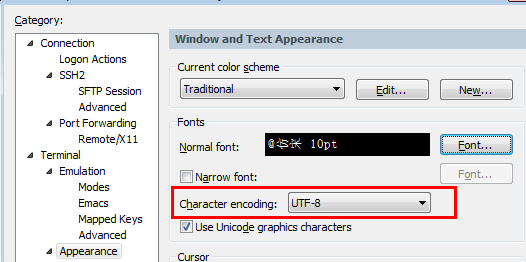 Category:
Connection
Logon Actions
SSH2
SFTP Session
Advanced
Port Forwarding
Remote/X11
Terminal
Emulation
Modes
Emacs
Mapped Keys
Advanced
Appearance
Window and Text Appearance
Current color scheme
Traditional
Edit...
New...
Fonts
Normal font:
10pt
Font...
Narrow font:
Font...
Character encoding:
UTF-8
Use Unicode graphics characters
Cursor